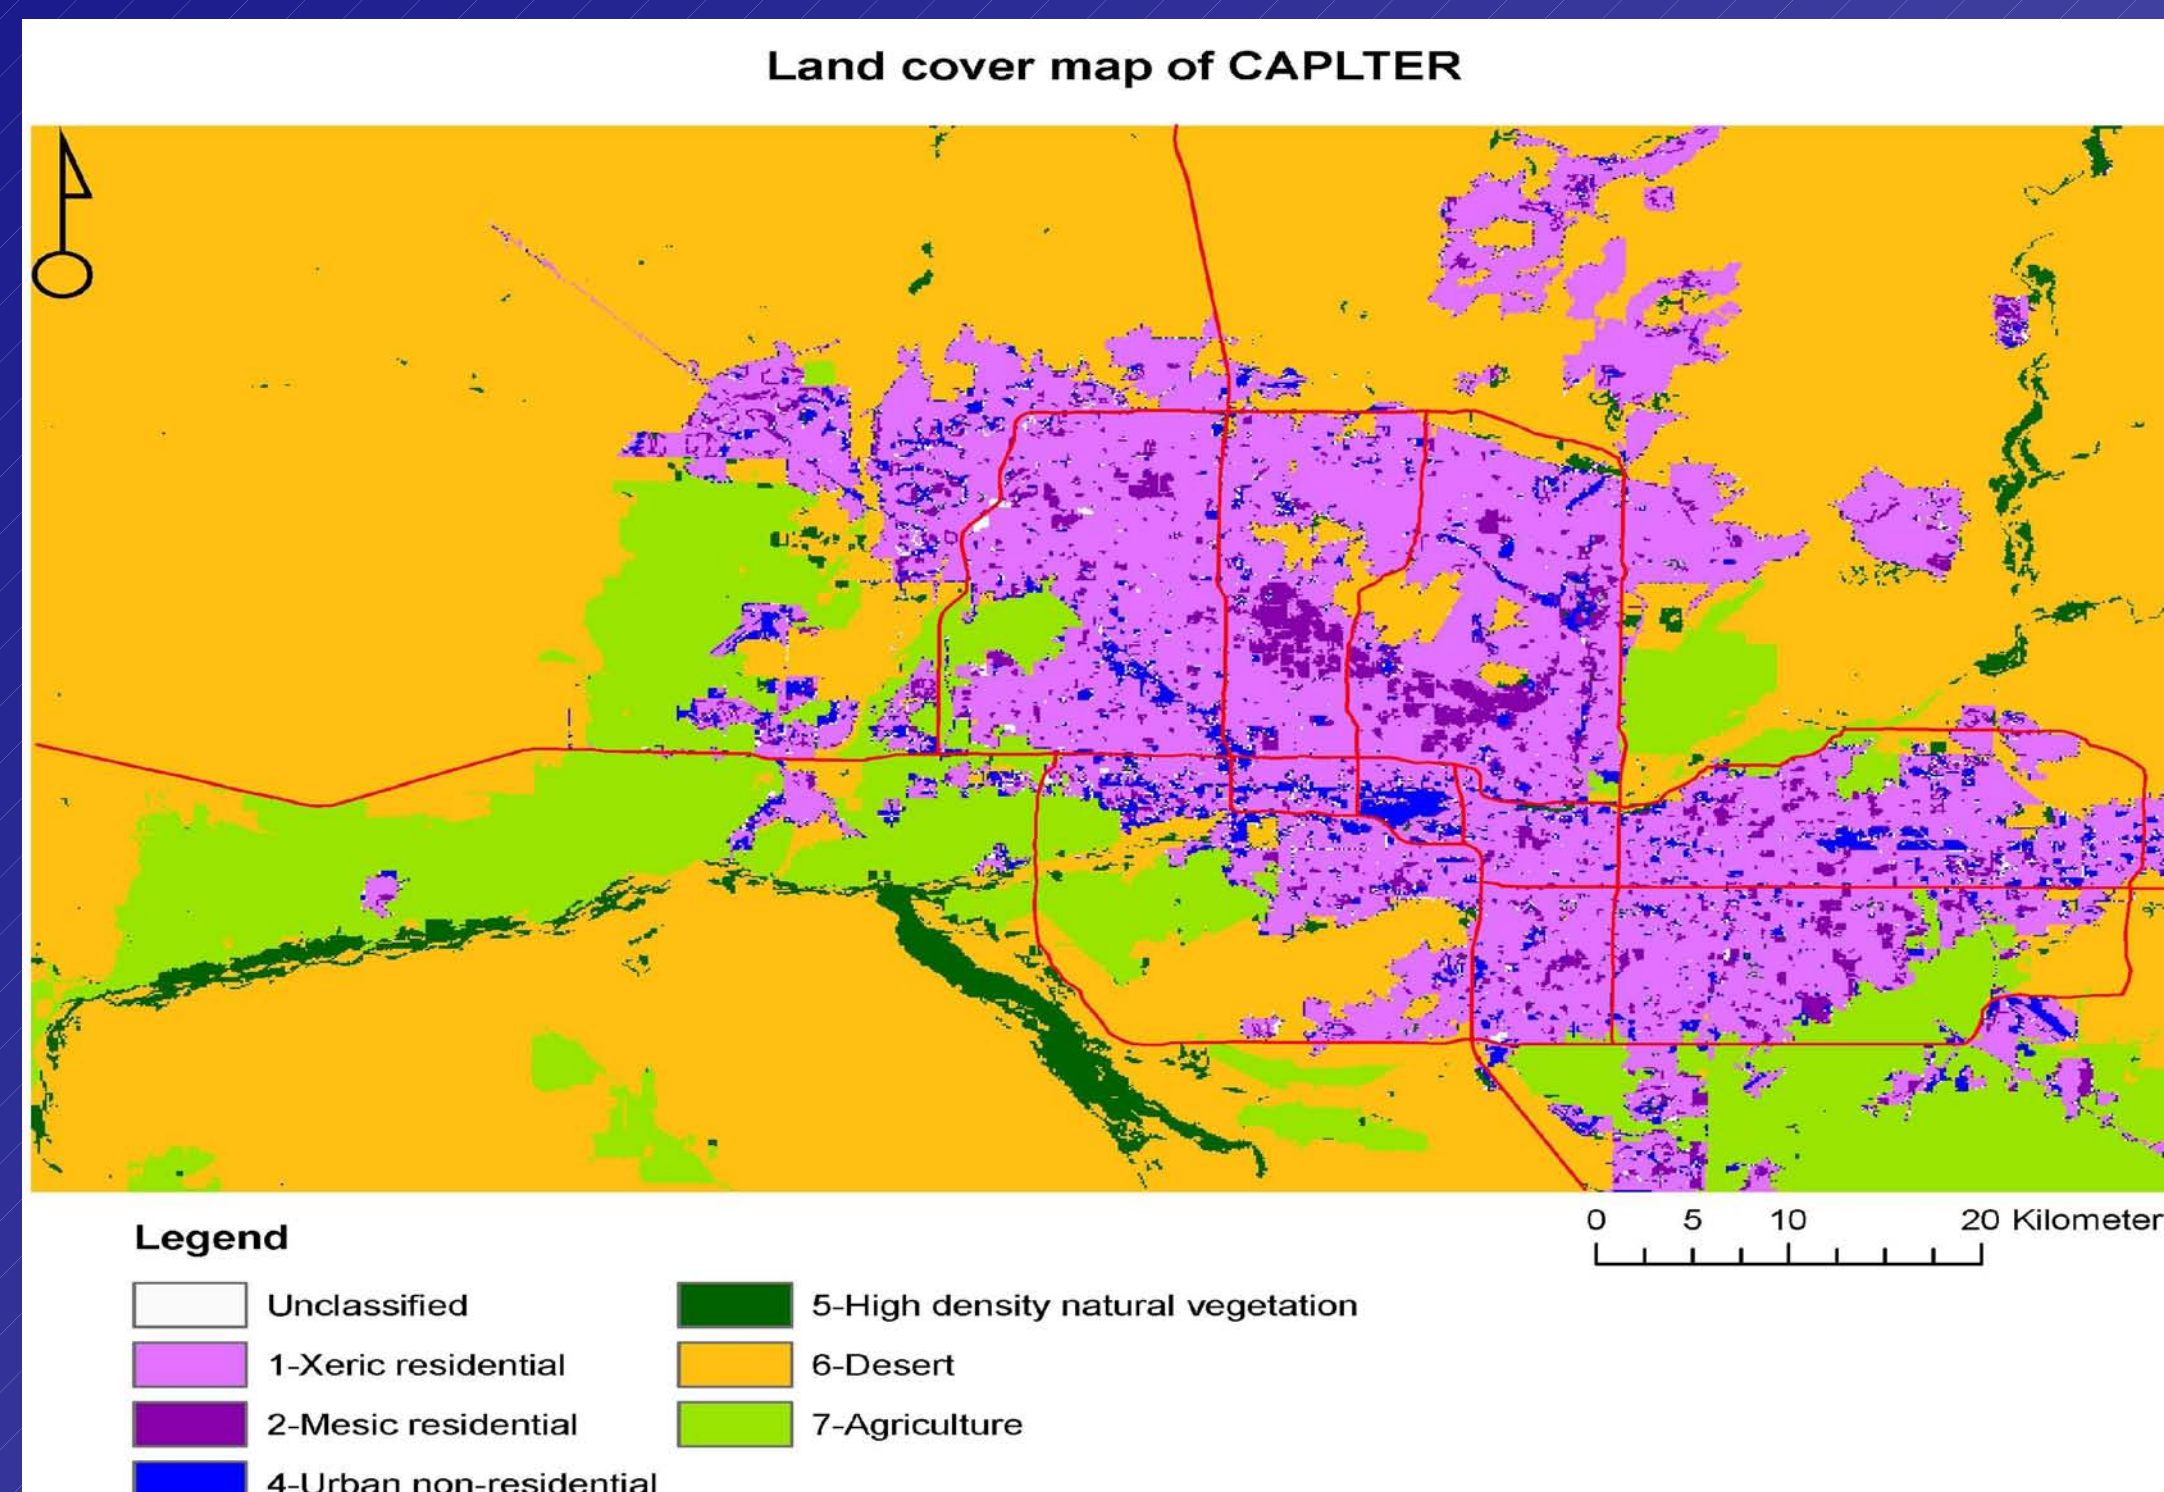 Land cover map of CAPLTER
0 5 10 20 Kilometer
Legend
Unclassified
1-Xeric residential
2-Mesic residential
4-Urban non-residential
5-High density natural vegetation
6-Desert
7-Agriculture